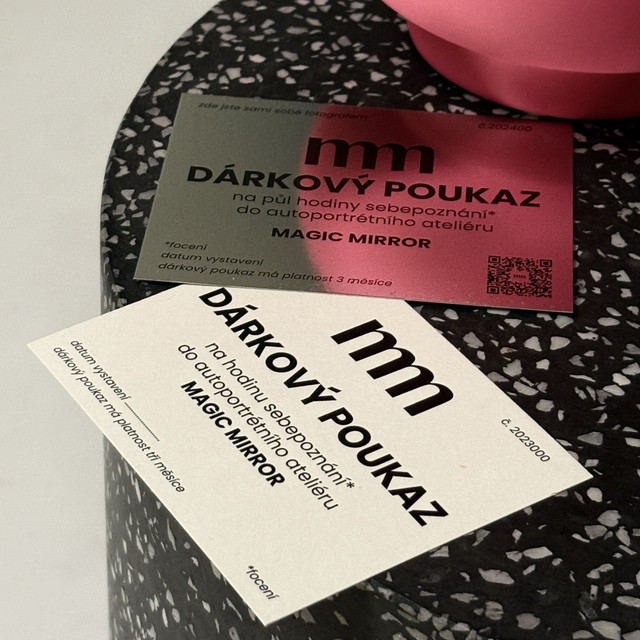 zde jste sami sobě fotografem
č.202400
mm
DÁRKOVÝ POUKAZ
na půl hodiny sebepoznání*
do autoportrétního ateliéru
MAGIC MIRROR
*focení
datum vystavení
dárkový poukaz má platnost 3 měsíce
mm
DÁRKOVÝ POUKAZ
na hodinu sebepoznání*
do autoportrétního ateliéru
MAGIC MIRROR
č. 2023000
datum vystavení ______
dárkový poukaz má platnost tři měsíce
*focení